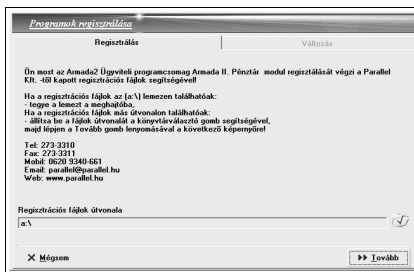 Programok regisztrálása
Regisztrálás
Változás
Ön most az Armada2 Ügyviteli programcsomag Armada II. Pénztár modul regisztálását végzi a Parallel
Kft. -től kapott regisztrációs fájlok segítségével!
Ha a regisztrációs fájlok az (a:\) lemezen találhatóak:
- tegye a lemezt a meghajtóba,
Ha a regisztrációs fájlok más útvonalon találhatóak:
- állítsa be a fájlok útvonalát a könyvtárválasztó gomb segítségével,
majd lépjen a Tovább gomb lenyomásával a következő képernyőre!
Tel: 273-3310
Fax: 273-3311
Mobil: 0620 9340-661
Email: parallel@parallel.hu
Web: www.parallel.hu
Regisztrációs fájlok útvonala
a:\
Mégsem
Tovább